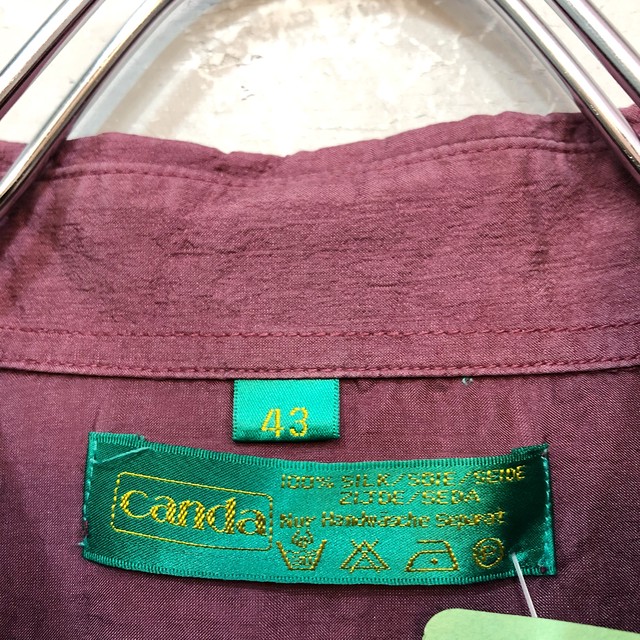 43
canda
100% SILK/SOIE/SEIDE
ZIJDE/SEDA
Nur Handwäsche separat